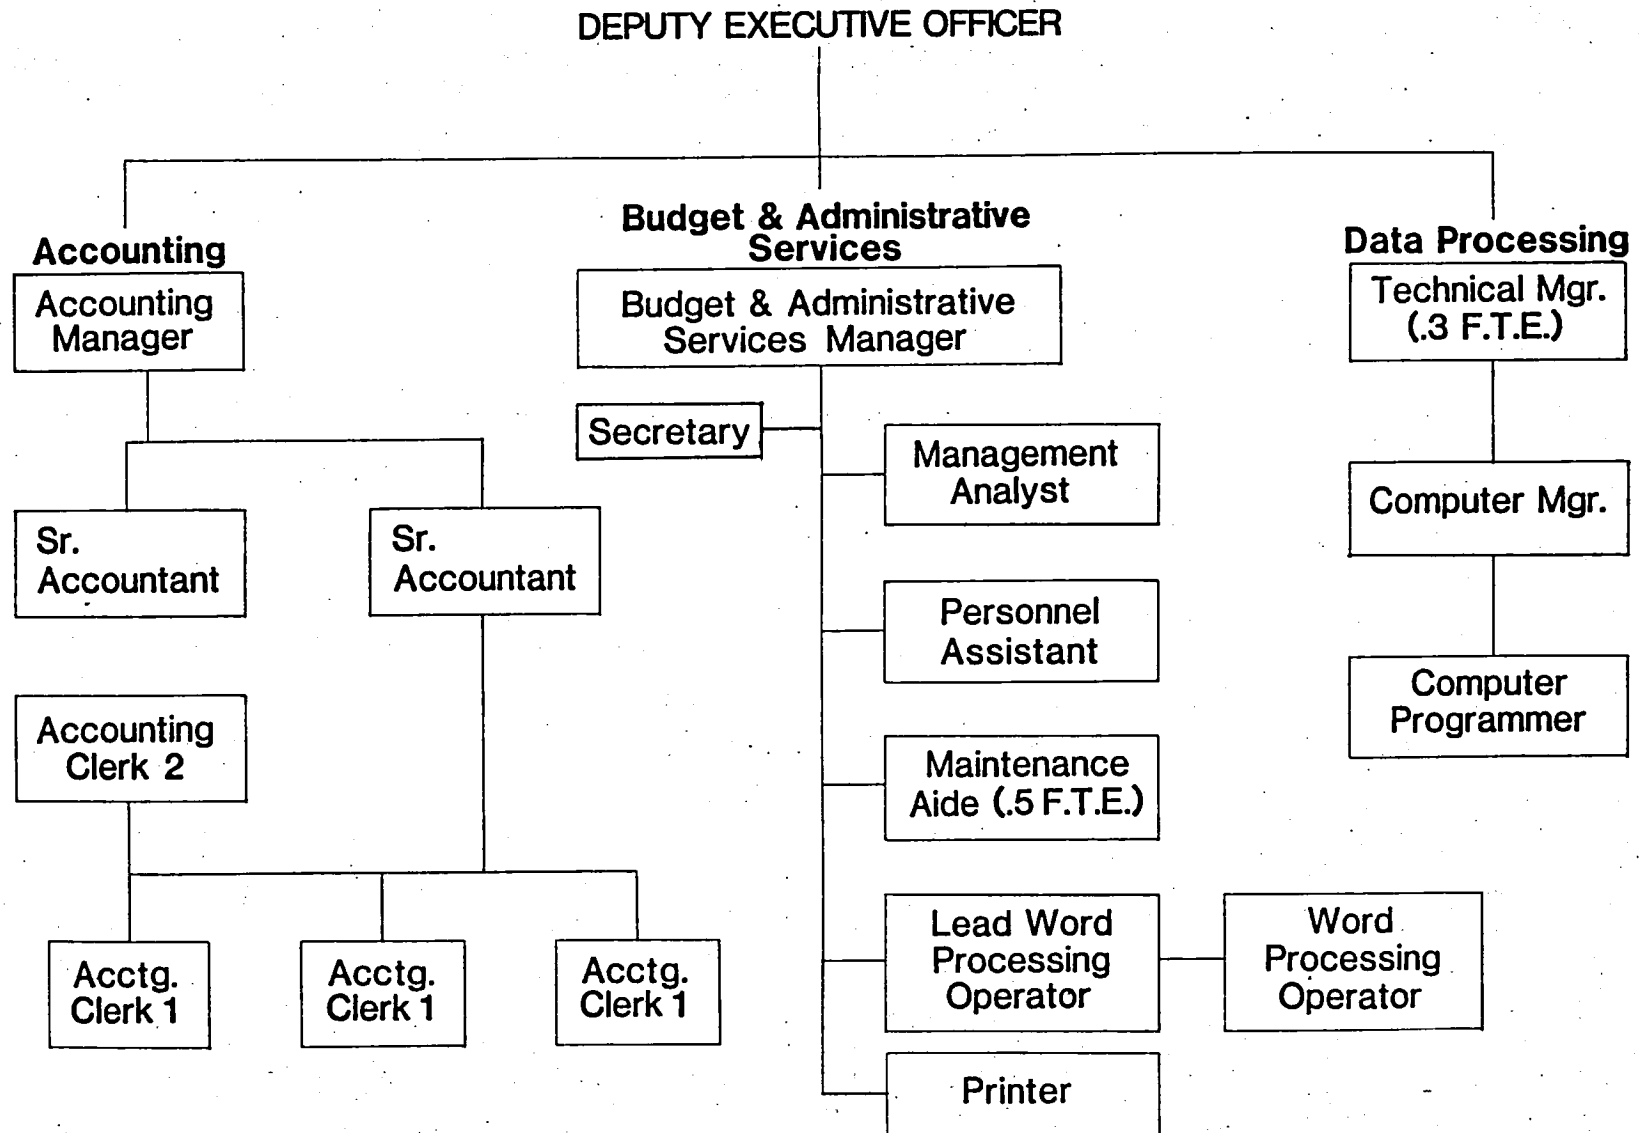 DEPUTY EXECUTIVE OFFICER
Accounting
Accounting
Manager
Sr.
Accountant
Sr.
Accountant
Accounting
Clerk 2
Acctg.
Clerk 1
Acctg.
Clerk 1
Acctg.
Clerk 1
Budget & Administrative
Services
Budget & Administrative
Services Manager
Secretary
Management
Analyst
Personnel
Assistant
Maintenance
Aide (.5 F.T.E.)
Lead Word
Processing
Operator
Word
Processing
Operator
Printer
Data Processing
Technical Mgr.
(.3 F.T.E.)
Computer Mgr.
Computer
Programmer